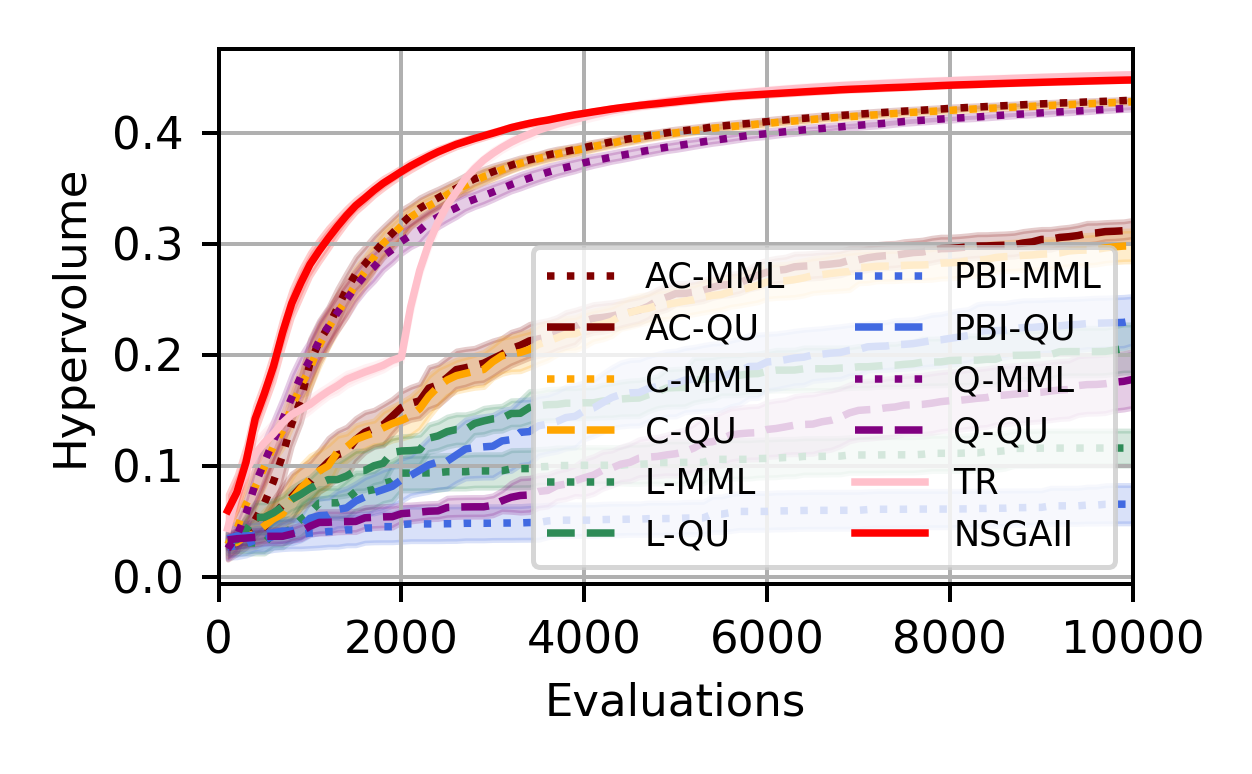 Hypervolume
0.4
0.3
0.2
0.1
0.0
AC-MML
AC-QU
C-MML
C-QU
L-MML
L-QU
PBI-MML
PBI-QU
Q-MML
Q-QU
TR
NSGAII
0 2000 4000 6000 8000 10000
Evaluations